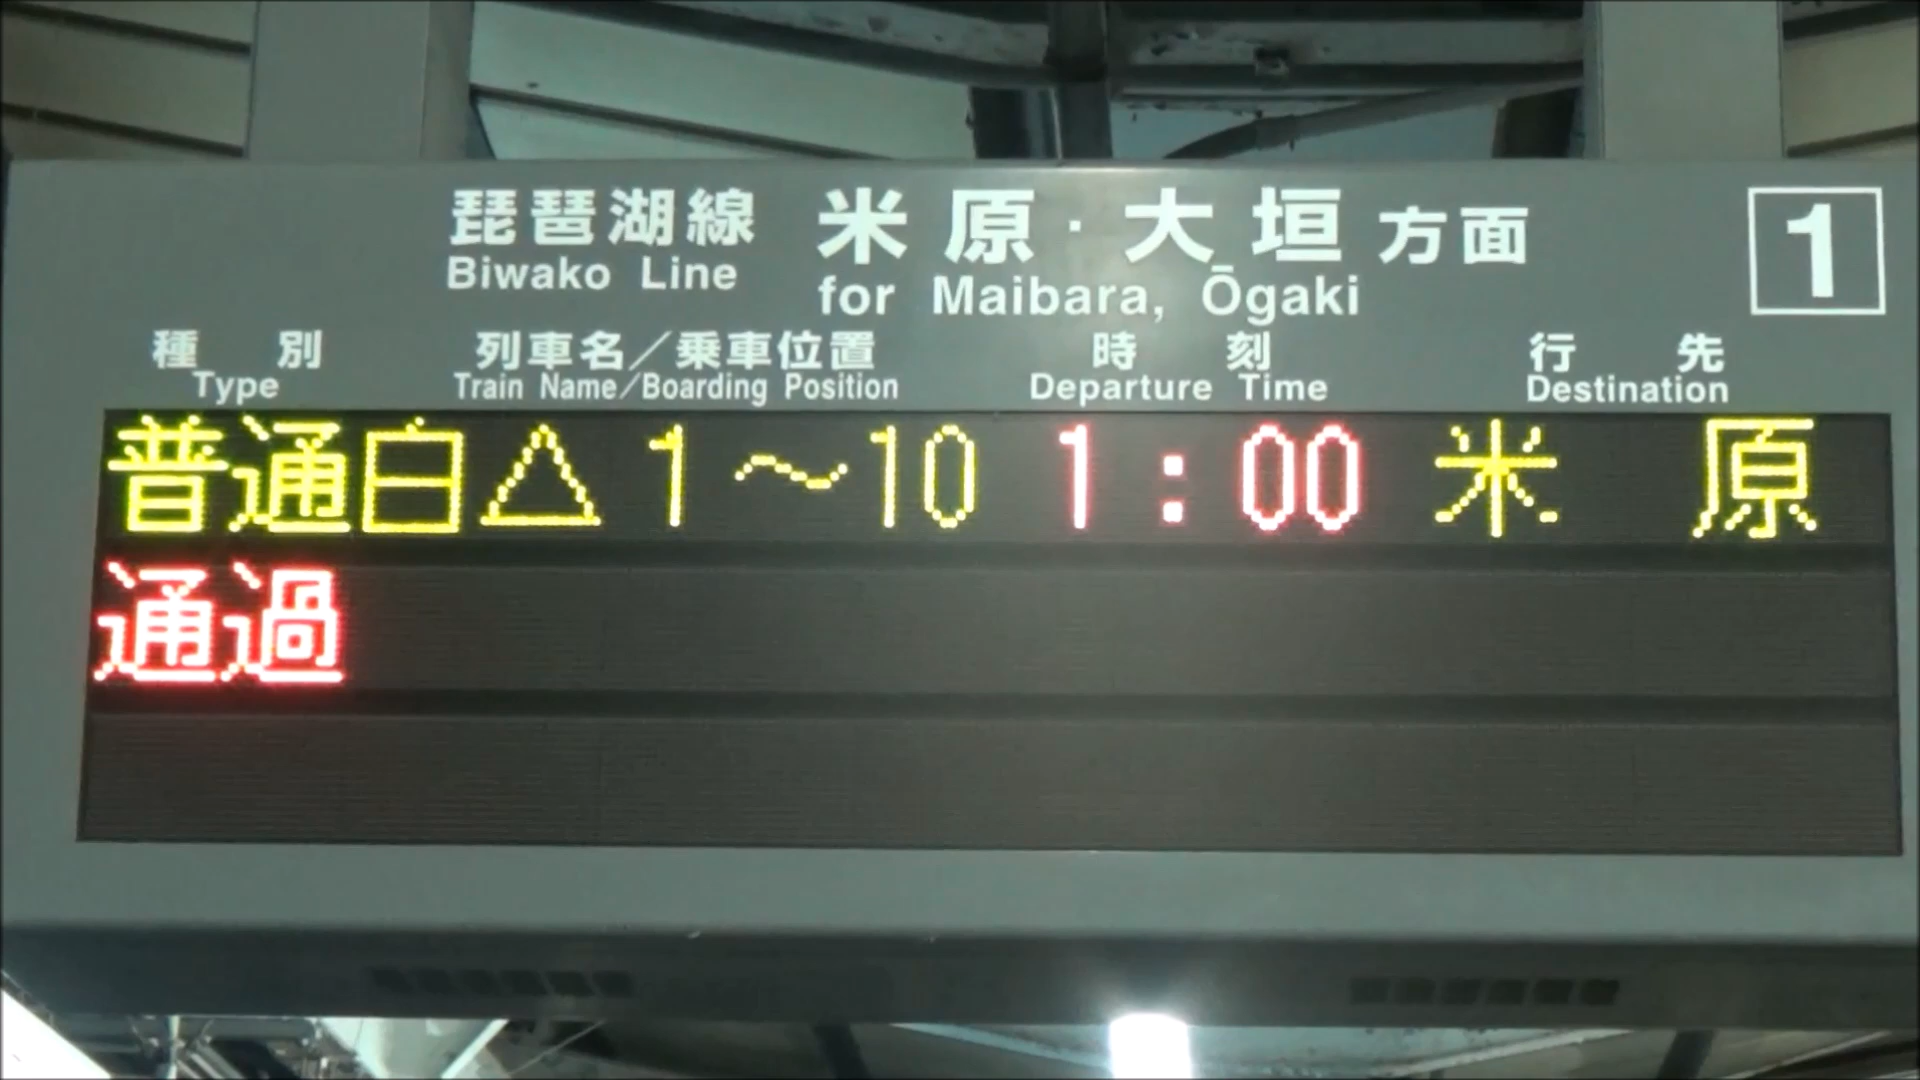 琵琶湖線 米原・大垣方面 1
Biwako Line for Maibara, Ōgaki
種別 列車名／乗車位置 時刻 行先
Type Train Name/Boarding Position Departure Time Destination
普通白△1～10 1:00 米原
通過